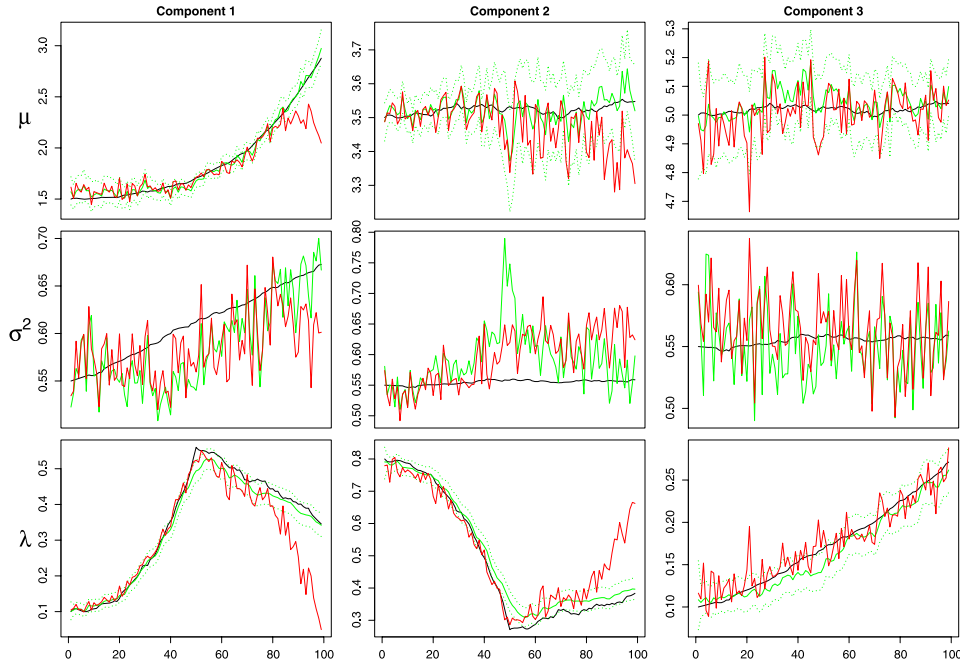 Component 1 Component 2 Component 3
μ
1.5 2.0 2.5 3.0
3.3 3.4 3.5 3.6 3.7
4.7 4.8 4.9 5.0 5.1 5.2 5.3
σ²
0.55 0.60 0.65 0.70
0.50 0.55 0.60 0.65 0.70 0.75 0.80
0.50 0.55 0.60
λ
0.1 0.2 0.3 0.4 0.5
0.3 0.4 0.5 0.6 0.7 0.8
0.10 0.15 0.20 0.25
0 20 40 60 80 100 0 20 40 60 80 100 0 20 40 60 80 100